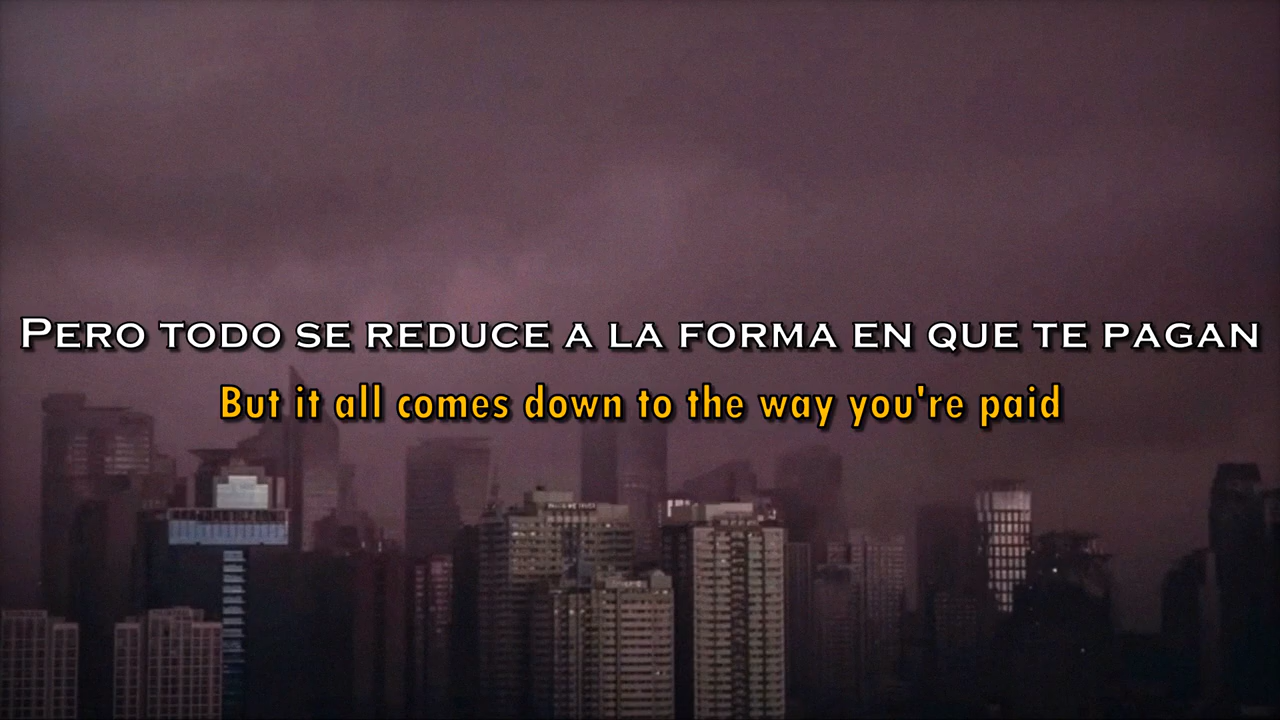 Pero todo se reduce a la forma en que te pagan
But it all comes down to the way you're paid